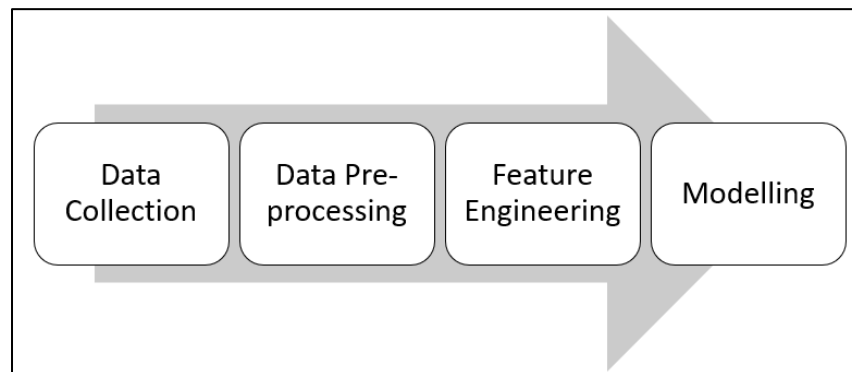 Data
Collection
Data Pre-
processing
Feature
Engineering
Modelling